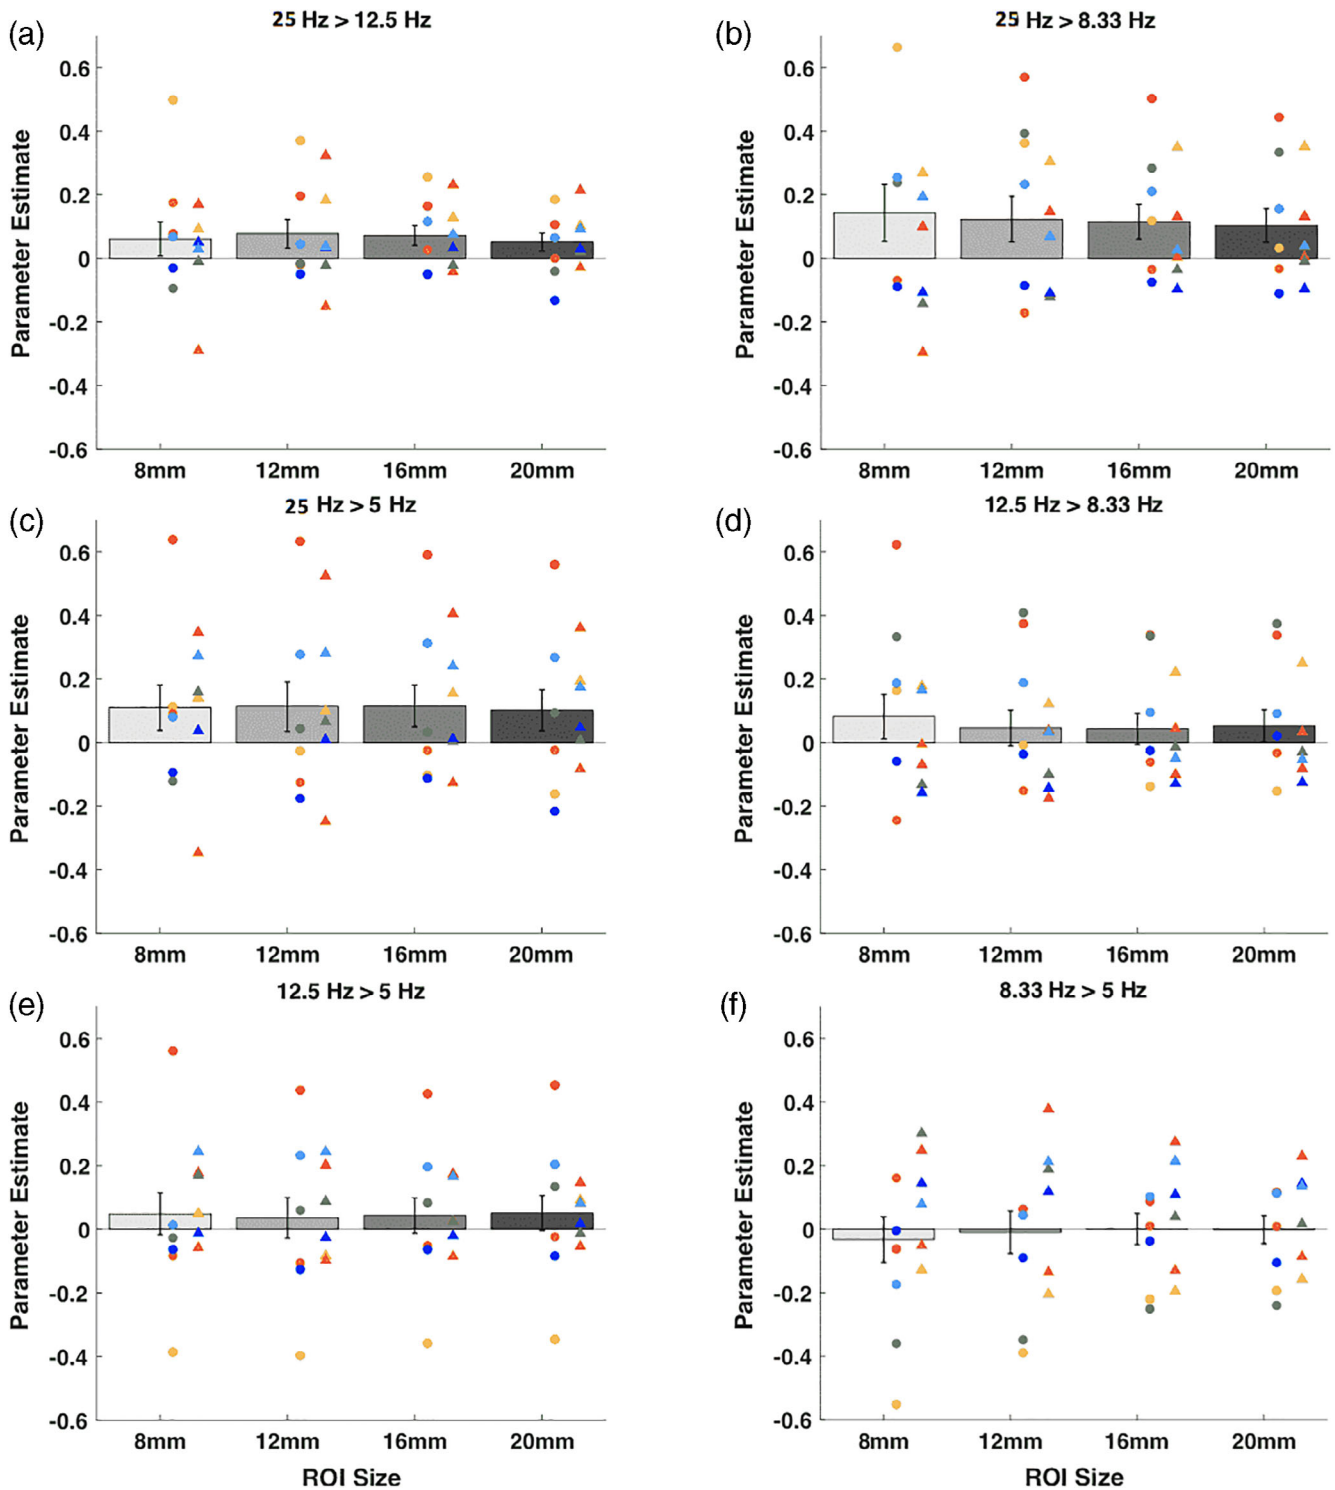 (a)
25 Hz > 12.5 Hz
Parameter Estimate
0.6
0.4
0.2
0
-0.2
-0.4
-0.6
8mm 12mm 16mm 20mm
(b)
25 Hz > 8.33 Hz
Parameter Estimate
0.6
0.4
0.2
0
-0.2
-0.4
-0.6
8mm 12mm 16mm 20mm
(c)
25 Hz > 5 Hz
Parameter Estimate
0.6
0.4
0.2
0
-0.2
-0.4
-0.6
8mm 12mm 16mm 20mm
(d)
12.5 Hz > 8.33 Hz
Parameter Estimate
0.6
0.4
0.2
0
-0.2
-0.4
-0.6
8mm 12mm 16mm 20mm
(e)
12.5 Hz > 5 Hz
Parameter Estimate
0.6
0.4
0.2
0
-0.2
-0.4
-0.6
8mm 12mm 16mm 20mm
ROI Size
(f)
8.33 Hz > 5 Hz
Parameter Estimate
0.6
0.4
0.2
0
-0.2
-0.4
-0.6
8mm 12mm 16mm 20mm
ROI Size